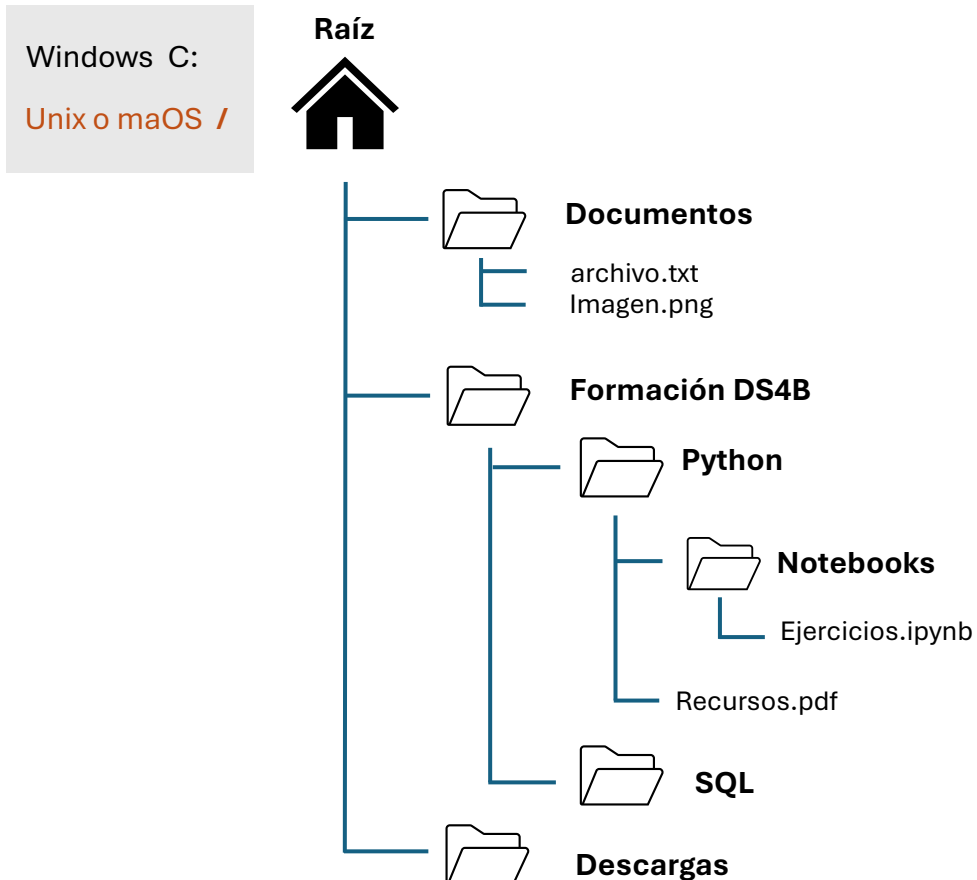 Windows C:
Unix o maOS /
Raíz
Documentos
archivo.txt
Imagen.png
Formación DS4B
Python
Notebooks
Ejercicios.ipynb
Recursos.pdf
SQL
Descargas